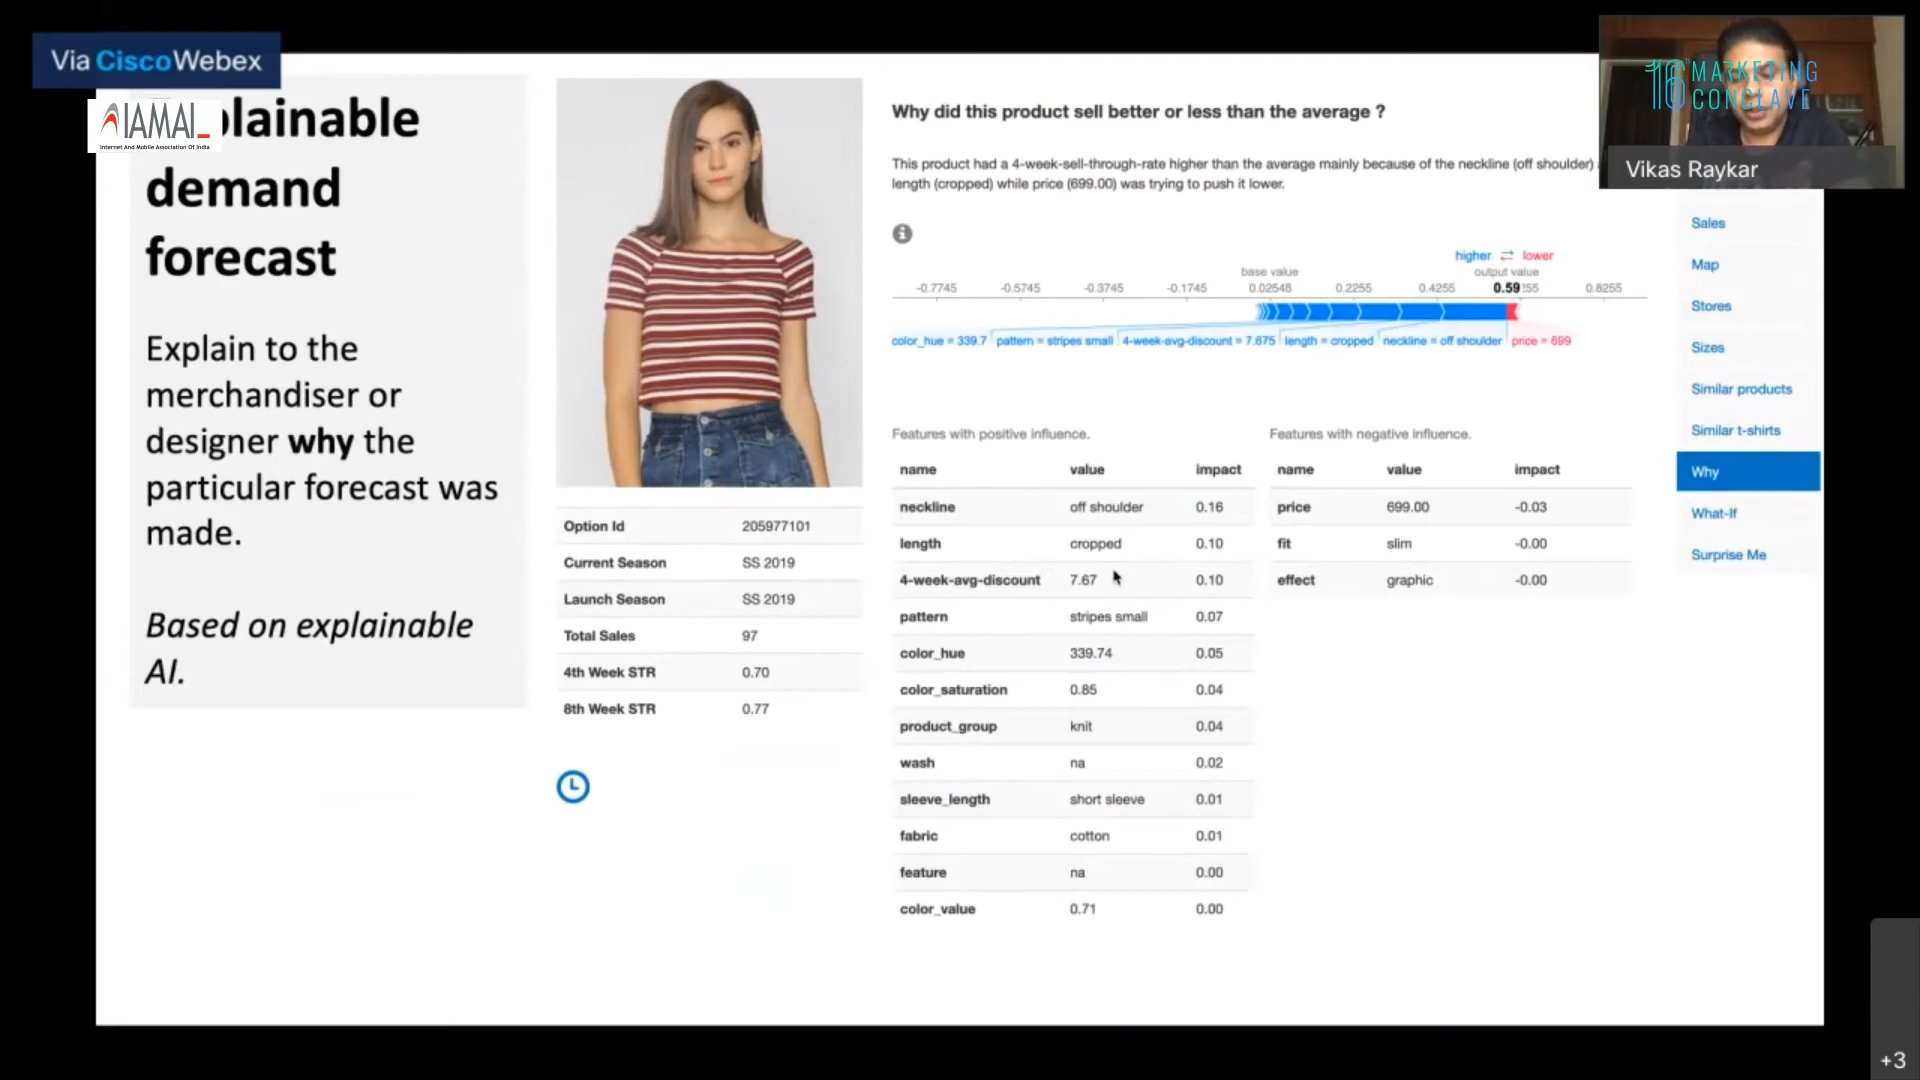 Via CiscoWebex
IAMAI
Internet And Mobile Association Of India
plainable
demand
forecast
Explain to the
merchandiser or
designer why the
particular forecast was
made.
Based on explainable
AI.
Option Id 205977101
Current Season SS 2019
Launch Season SS 2019
Total Sales 97
4th Week STR 0.70
8th Week STR 0.77
Why did this product sell better or less than the average ?
This product had a 4-week-sell-through-rate higher than the average mainly because of the neckline (off shoulder)
length (cropped) while price (699.00) was trying to push it lower.
higher ⇄ lower
base value output value
-0.7745 -0.5745 -0.3745 -0.1745 0.02548 0.2255 0.4255 0.59 0.8255
color_hue = 339.7 pattern = stripes small 4-week-avg-discount = 7.675 length = cropped neckline = off shoulder price = 699
Features with positive influence.
name value impact
neckline off shoulder 0.16
length cropped 0.10
4-week-avg-discount 7.67 0.10
pattern stripes small 0.07
color_hue 339.74 0.05
color_saturation 0.85 0.04
product_group knit 0.04
wash na 0.02
sleeve_length short sleeve 0.01
fabric cotton 0.01
feature na 0.00
color_value 0.71 0.00
Features with negative influence.
name value impact
price 699.00 -0.03
fit slim -0.00
effect graphic -0.00
16 MARKETING
CONCLAVE
Vikas Raykar
Sales
Map
Stores
Sizes
Similar products
Similar t-shirts
Why
What-If
Surprise Me
+3